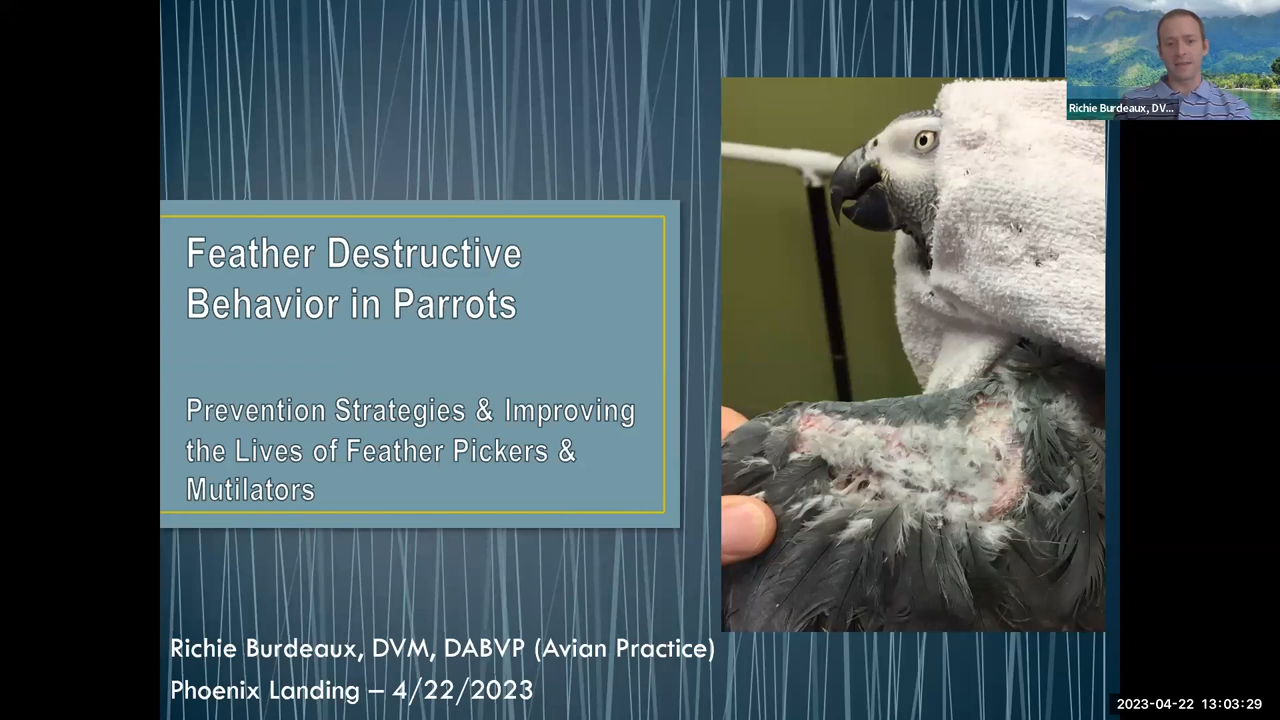 Richie Burdeaux, DV...
Feather Destructive
Behavior in Parrots
Prevention Strategies & Improving
the Lives of Feather Pickers &
Mutilators
Richie Burdeaux, DVM, DABVP (Avian Practice)
Phoenix Landing – 4/22/2023
2023-04-22 13:03:29